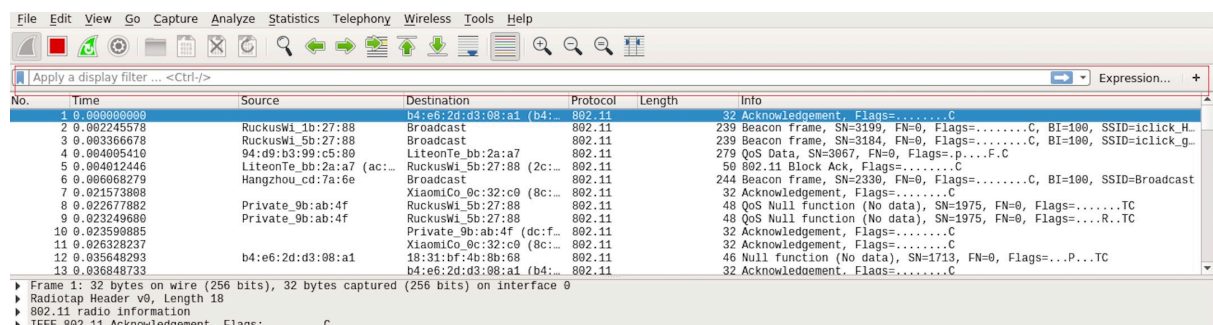 File Edit View Go Capture Analyze Statistics Telephony Wireless Tools Help
Apply a display filter ... <Ctrl-/> Expression... +
No. Time Source Destination Protocol Length Info
1 0.000000000 b4:e6:2d:d3:08:a1 (b4:… 802.11 32 Acknowledgement, Flags=........C
2 0.002245578 RuckusWi_1b:27:88 Broadcast 802.11 239 Beacon frame, SN=3199, FN=0, Flags=........C, BI=100, SSID=iclick_H…
3 0.003366678 RuckusWi_5b:27:88 Broadcast 802.11 239 Beacon frame, SN=3184, FN=0, Flags=........C, BI=100, SSID=iclick_g…
4 0.004005410 94:d9:b3:99:c5:80 LiteonTe_bb:2a:a7 802.11 279 QoS Data, SN=3067, FN=0, Flags=.p....F.C
5 0.004012446 LiteonTe_bb:2a:a7 (ac:… RuckusWi_5b:27:88 (2c:… 802.11 50 802.11 Block Ack, Flags=........C
6 0.006068279 Hangzhou_cd:7a:6e Broadcast 802.11 244 Beacon frame, SN=2330, FN=0, Flags=........C, BI=100, SSID=Broadcast
7 0.021573808 XiaomiCo_0c:32:c0 (8c:… 802.11 32 Acknowledgement, Flags=........C
8 0.022677882 Private_9b:ab:4f RuckusWi_5b:27:88 802.11 48 QoS Null function (No data), SN=1975, FN=0, Flags=.......TC
9 0.023249680 Private_9b:ab:4f RuckusWi_5b:27:88 802.11 48 QoS Null function (No data), SN=1975, FN=0, Flags=....R..TC
10 0.023590885 Private_9b:ab:4f (dc:f… 802.11 32 Acknowledgement, Flags=........C
11 0.026328237 XiaomiCo_0c:32:c0 (8c:… 802.11 32 Acknowledgement, Flags=........C
12 0.035648293 b4:e6:2d:d3:08:a1 18:31:bf:4b:8b:68 802.11 46 Null function (No data), SN=1713, FN=0, Flags=...P...TC
13 0.036848733 b4:e6:2d:d3:08:a1 (b4:… 802.11 32 Acknowledgement, Flags=........C
Frame 1: 32 bytes on wire (256 bits), 32 bytes captured (256 bits) on interface 0
Radiotap Header v0, Length 18
802.11 radio information
IEEE 802.11 Acknowledgement, Flags: ........C